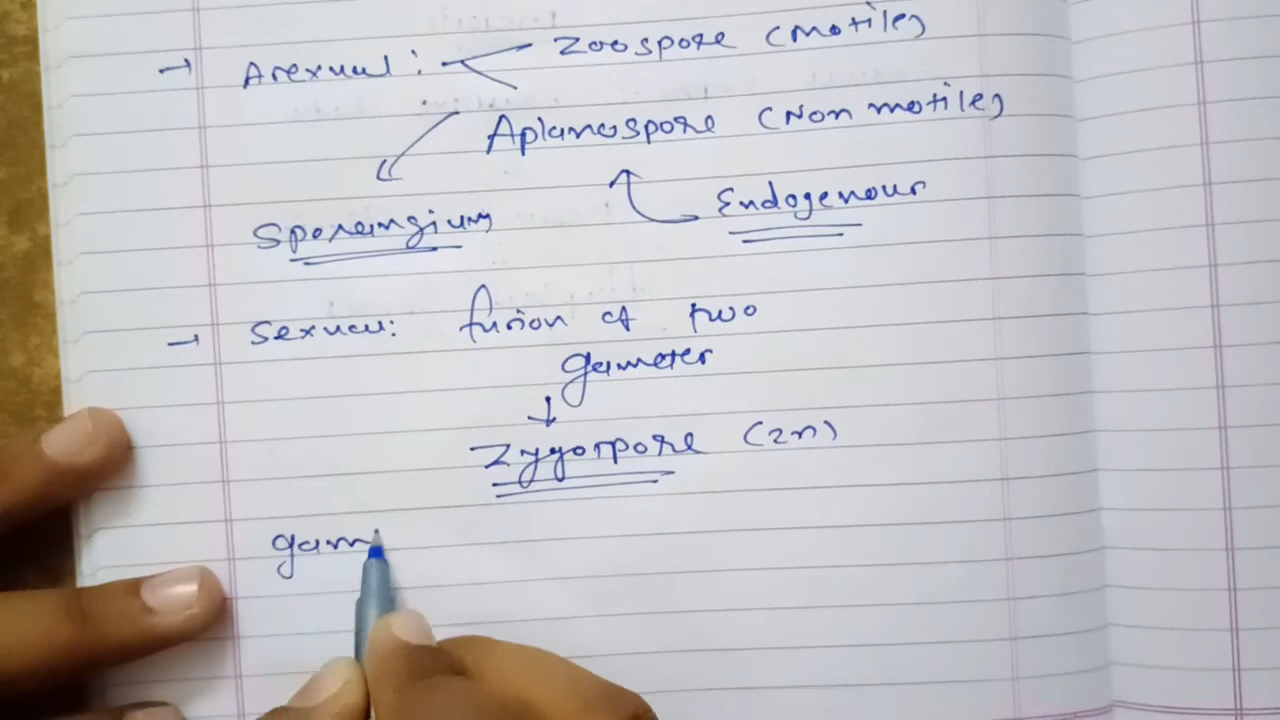 → Asexual: Zoospore (Motile)
Aplanospore (Non motile)
Sporangium Endogenous
→ Sexual: fusion of two
gametes
↓
Zygospore (2n)
gam